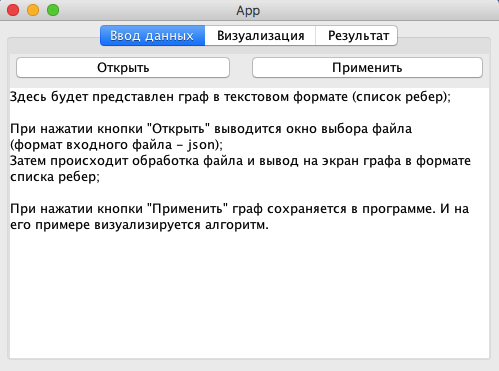 App
Ввод данных Визуализация Результат
Открыть Применить
Здесь будет представлен граф в текстовом формате (список ребер);
При нажатии кнопки "Открыть" выводится окно выбора файла
(формат входного файла - json);
Затем происходит обработка файла и вывод на экран графа в формате
списка ребер;
При нажатии кнопки "Применить" граф сохраняется в программе. И на
его примере визуализируется алгоритм.